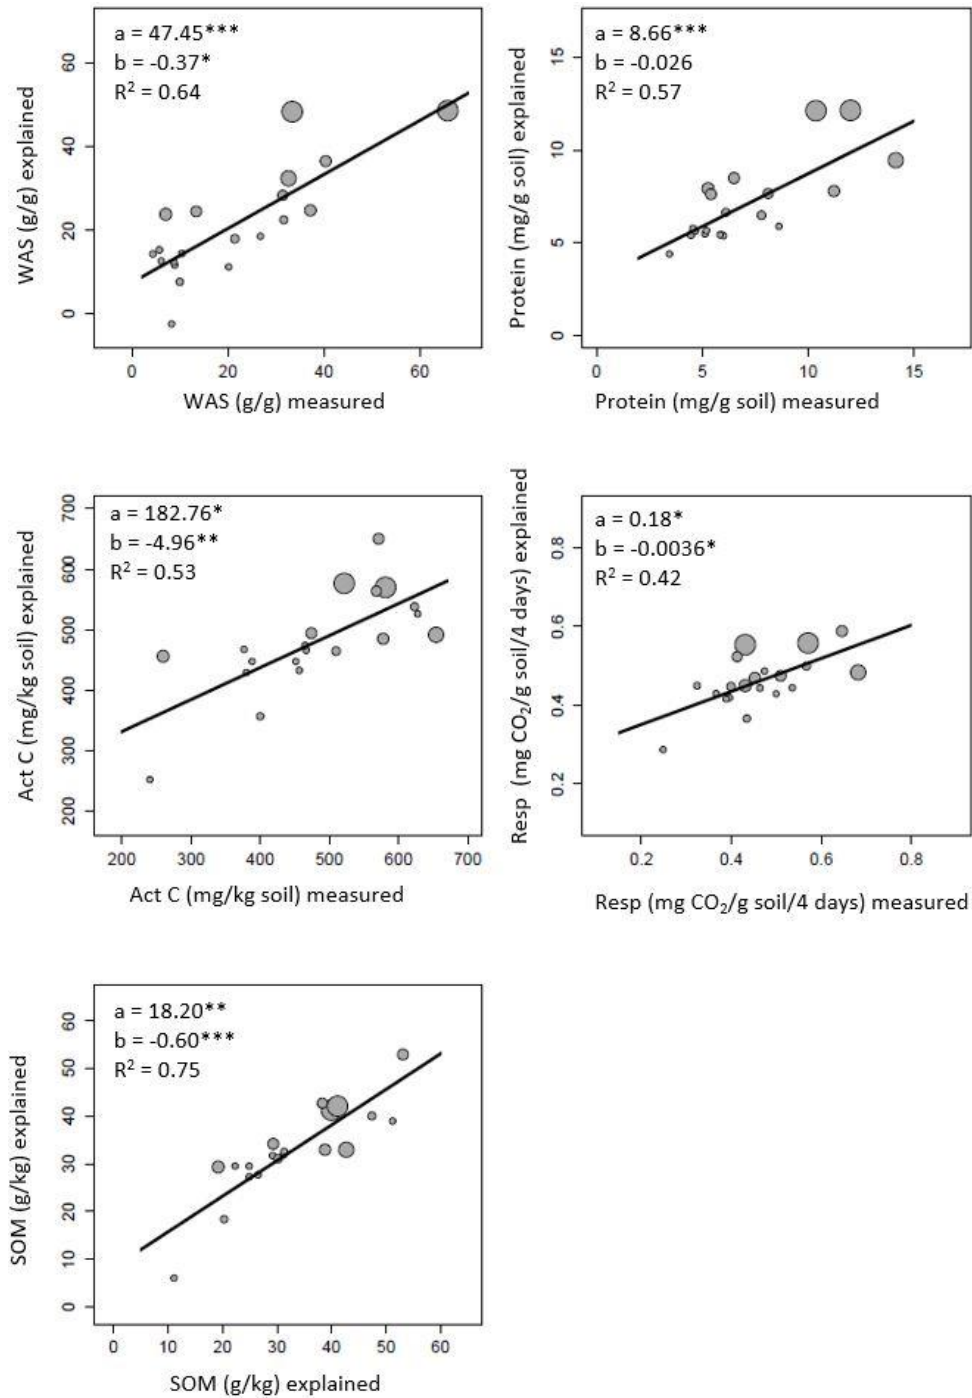 a = 47.45***
b = -0.37*
R² = 0.64
WAS (g/g) explained
60
40
20
0
0 20 40 60
WAS (g/g) measured
a = 8.66***
b = -0.026
R² = 0.57
Protein (mg/g soil) explained
15
10
5
0
0 5 10 15
Protein (mg/g soil) measured
a = 182.76*
b = -4.96**
R² = 0.53
Act C (mg/kg soil) explained
700
600
500
400
300
200
200 300 400 500 600 700
Act C (mg/kg soil) measured
a = 0.18*
b = -0.0036*
R² = 0.42
Resp (mg CO₂/g soil/4 days) explained
0.8
0.6
0.4
0.2
0.2 0.4 0.6 0.8
Resp (mg CO₂/g soil/4 days) measured
a = 18.20**
b = -0.60***
R² = 0.75
SOM (g/kg) explained
60
50
40
30
20
10
0
0 10 20 30 40 50 60
SOM (g/kg) explained